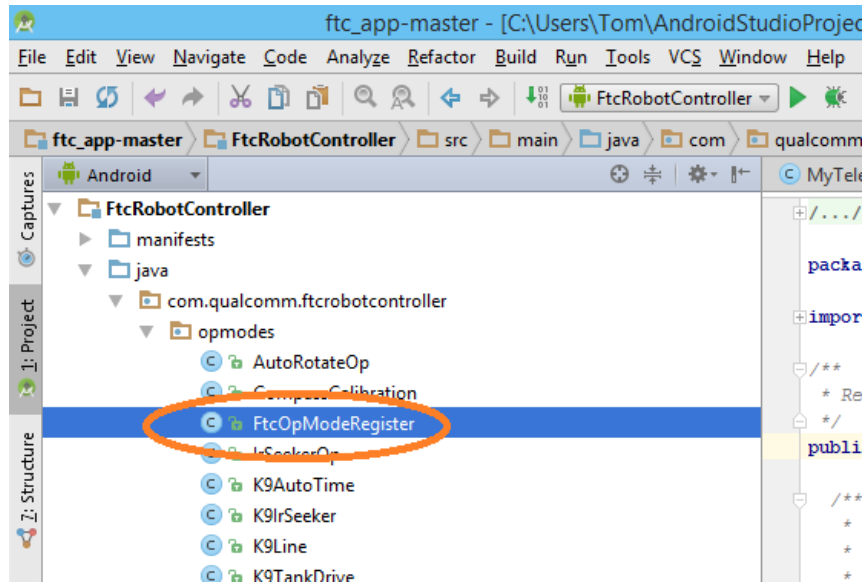 ftc_app-master - [C:\Users\Tom\AndroidStudioProjec
File Edit View Navigate Code Analyze Refactor Build Run Tools VCS Window Help
FtcRobotController
ftc_app-master FtcRobotController src main java com qualcomm
Captures
1: Project
7: Structure
Android
MyTele
FtcRobotController
manifests
java
com.qualcomm.ftcrobotcontroller
opmodes
AutoRotateOp
CompassCalibration
FtcOpModeRegister
IrSeekerOp
K9AutoTime
K9IrSeeker
K9Line
K9TankDrive
/.../
packa
impor
/**
* Re
*/
publi
/**
*
*
*